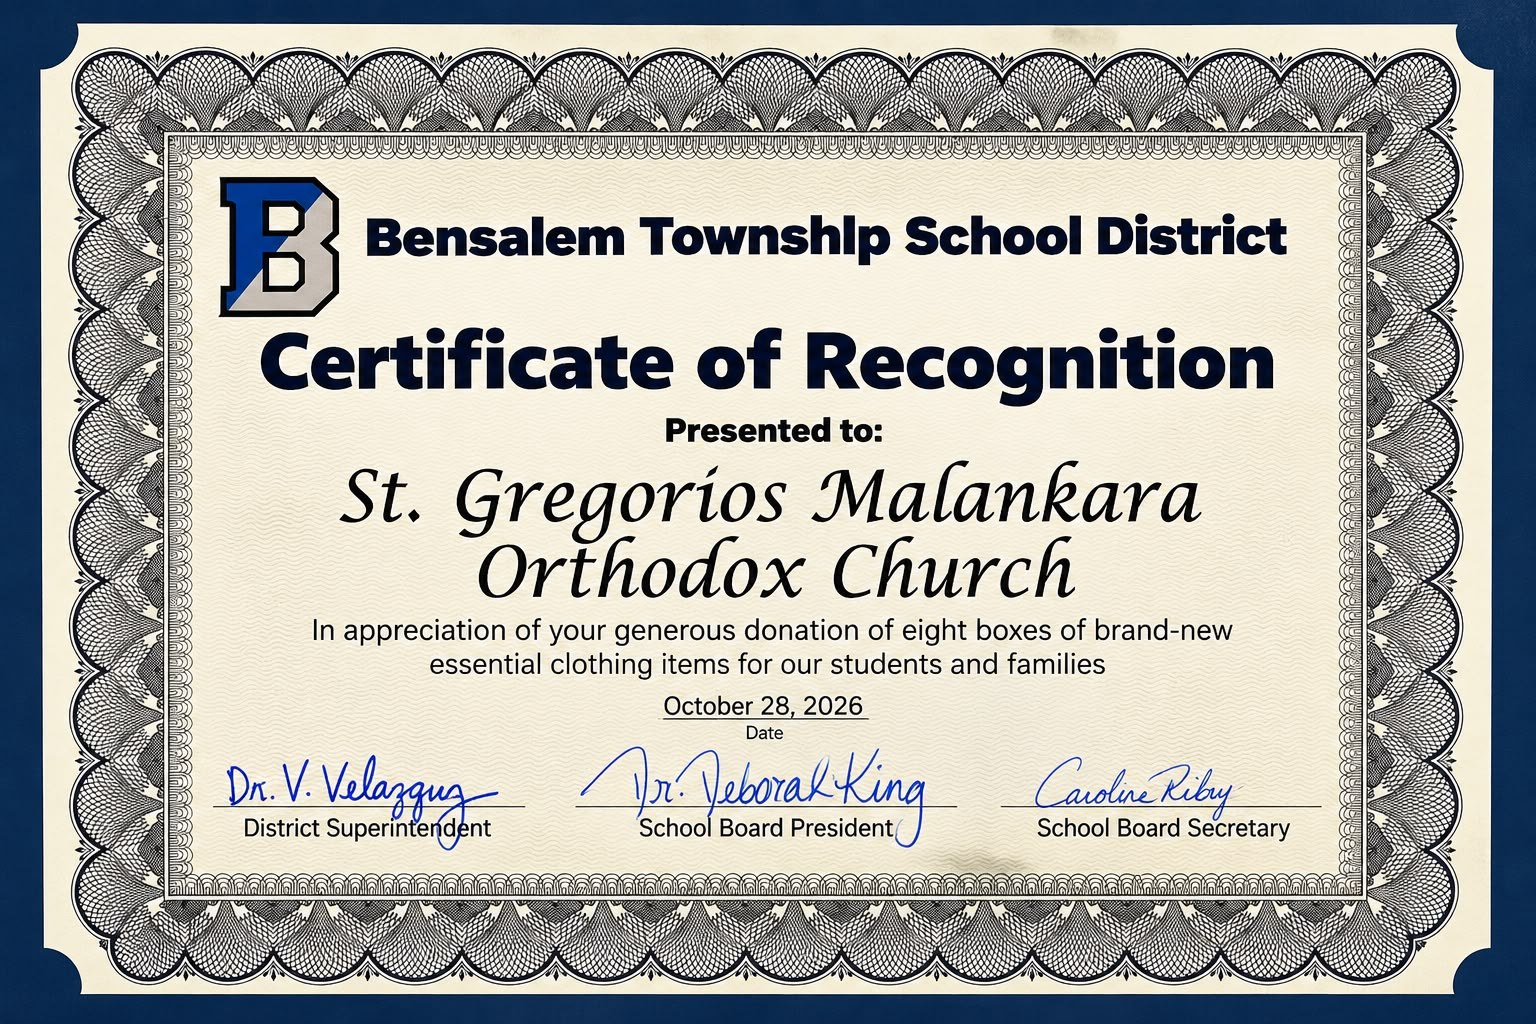 B
Bensalem Townshlp School District
Certificate of Recognition
Presented to:
St. Gregorios Malankara
Orthodox Church
In appreciation of your generous donation of eight boxes of brand-new
essential clothing items for our students and families
October 28, 2026
Date
Dr. V. Velazquz
Dr. Deborah King
Caroline Riby
District Superintendent
School Board President
School Board Secretary